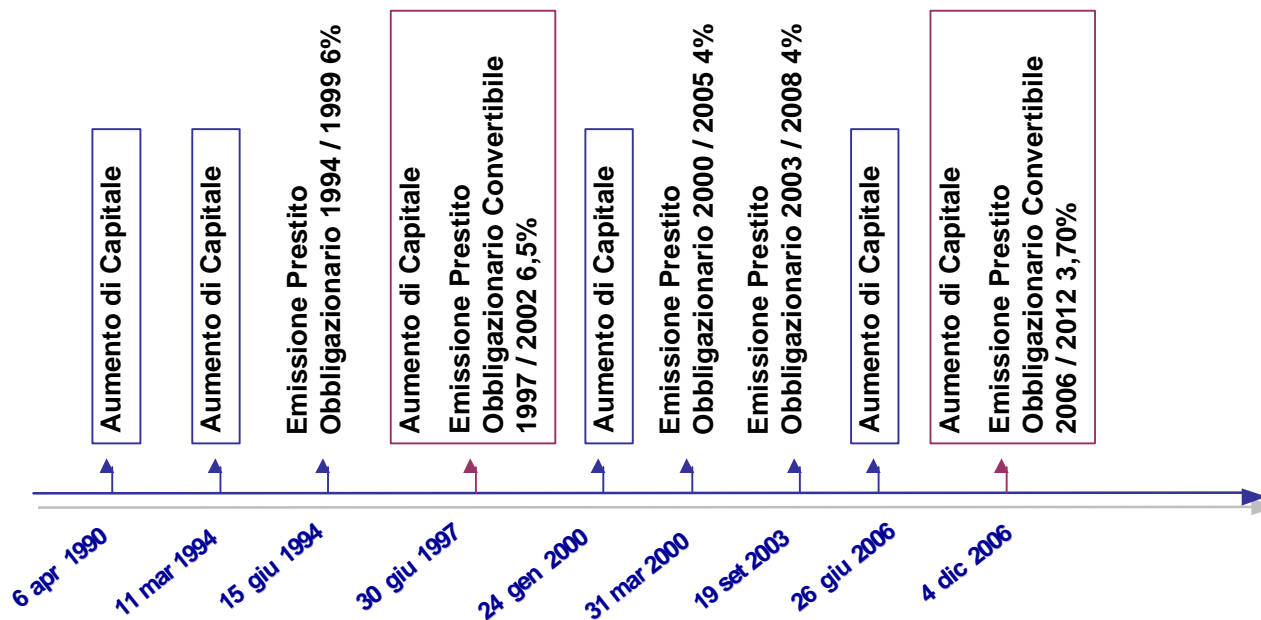 Aumento di Capitale
Aumento di Capitale
Emissione Prestito
Obbligazionario 1994 / 1999 6%
Aumento di Capitale
Emissione Prestito
Obbligazionario Convertibile
1997 / 2002 6,5%
Aumento di Capitale
Emissione Prestito
Obbligazionario 2000 / 2005 4%
Emissione Prestito
Obbligazionario 2003 / 2008 4%
Aumento di Capitale
Aumento di Capitale
Emissione Prestito
Obbligazionario Convertibile
2006 / 2012 3,70%
6 apr 1990
11 mar 1994
15 giu 1994
30 giu 1997
24 gen 2000
31 mar 2000
19 set 2003
26 giu 2006
4 dic 2006